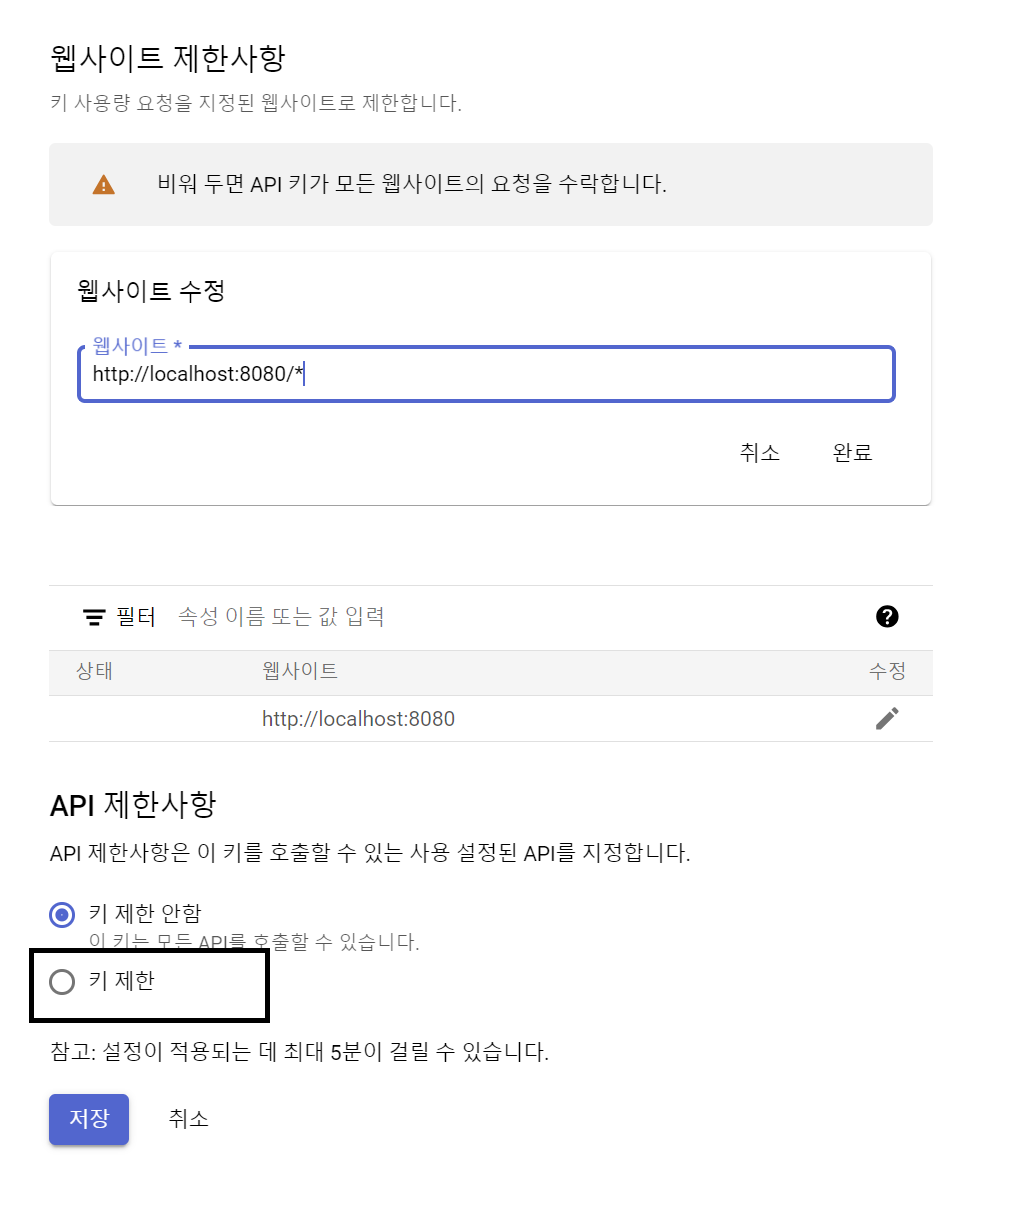 웹사이트 제한사항
키 사용량 요청을 지정된 웹사이트로 제한합니다.
비워 두면 API 키가 모든 웹사이트의 요청을 수락합니다.
웹사이트 수정
웹사이트 *
http://localhost:8080/*
취소 완료
필터 속성 이름 또는 값 입력
상태 웹사이트 수정
http://localhost:8080
API 제한사항
API 제한사항은 이 키를 호출할 수 있는 사용 설정된 API를 지정합니다.
키 제한 안함
이 키는 모든 API를 호출할 수 있습니다.
키 제한
참고: 설정이 적용되는 데 최대 5분이 걸릴 수 있습니다.
저장 취소